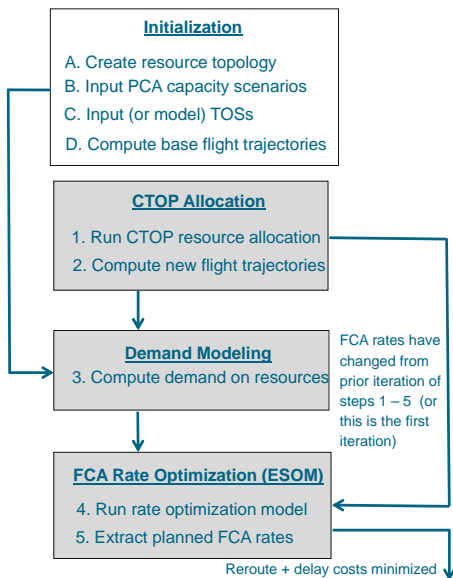 Initialization
A. Create resource topology
B. Input PCA capacity scenarios
C. Input (or model) TOSs
D. Compute base flight trajectories
CTOP Allocation
1. Run CTOP resource allocation
2. Compute new flight trajectories
Demand Modeling
3. Compute demand on resources
FCA rates have
changed from
prior iteration of
steps 1 – 5 (or
this is the first
iteration)
FCA Rate Optimization (ESOM)
4. Run rate optimization model
5. Extract planned FCA rates
Reroute + delay costs minimized